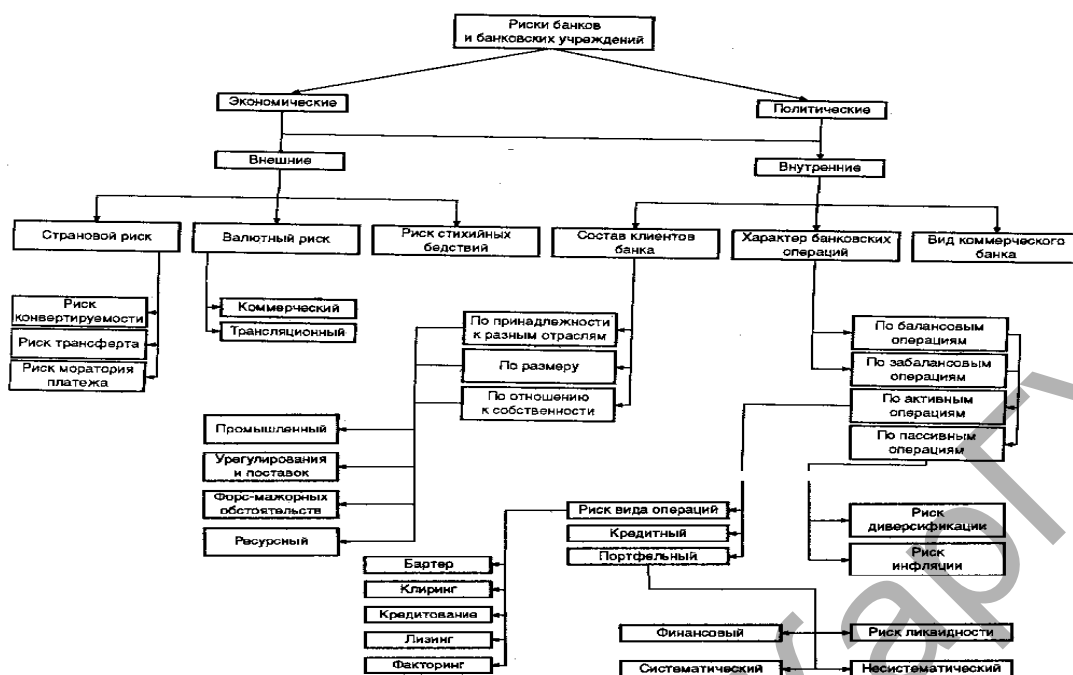 Риски банков
и банковских учреждений
Экономические
Политические
Внешние
Внутренние
Страновой риск
Валютный риск
Риск стихийных
бедствий
Состав клиентов
банка
Характер банковских
операций
Вид коммерческого
банка
Риск
конвертируемости
Риск трансферта
Риск моратория
платежа
Коммерческий
Трансляционный
По принадлежности
к разным отраслям
По размеру
По отношению
к собственности
По балансовым
операциям
По забалансовым
операциям
По активным
операциям
По пассивным
операциям
Промышленный
Урегулирования
и поставок
Форс-мажорных
обстоятельств
Ресурсный
Риск вида операций
Кредитный
Портфельный
Риск
диверсификации
Риск
инфляции
Бартер
Клиринг
Кредитование
Лизинг
Факторинг
Финансовый
Риск ликвидности
Систематический
Несистематический
КарГУ